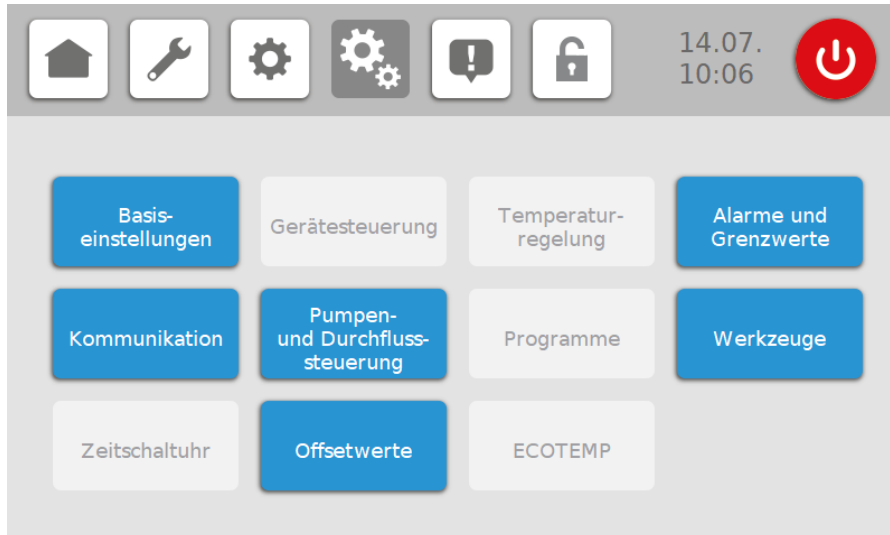 14.07.
10:06
Basis-
einstellungen
Gerätesteuerung
Temperatur-
regelung
Alarme und
Grenzwerte
Kommunikation
Pumpen-
und Durchfluss-
steuerung
Programme
Werkzeuge
Zeitschaltuhr
Offsetwerte
ECOTEMP